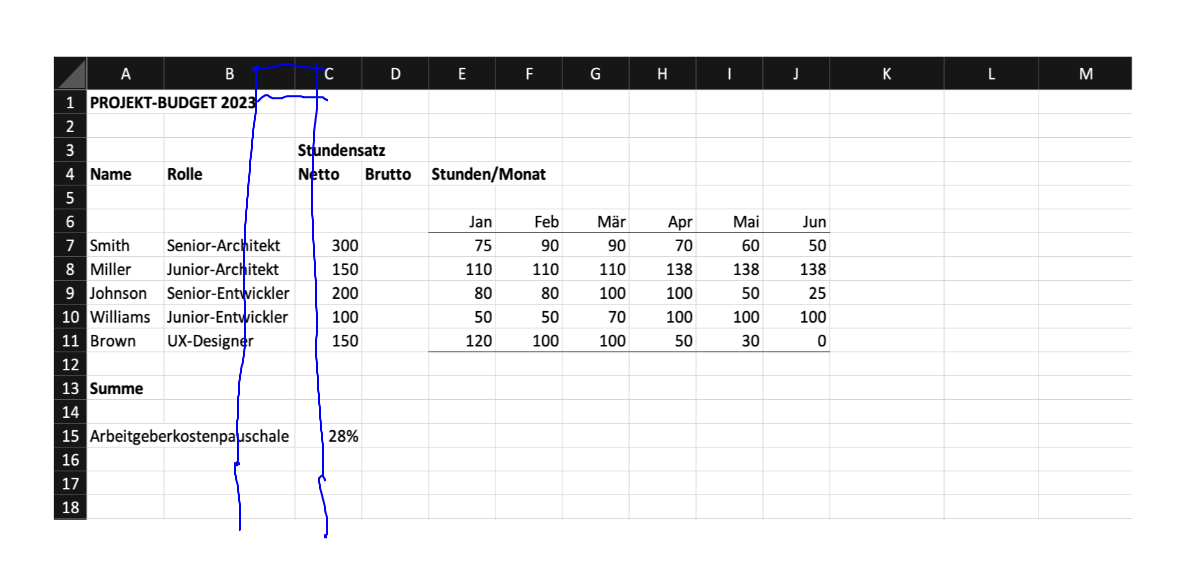 A B C D E F G H I J K L M
1 PROJEKT-BUDGET 2023
2
3 Stundensatz
4 Name Rolle Netto Brutto Stunden/Monat
5
6 Jan Feb Mär Apr Mai Jun
7 Smith Senior-Architekt 300 75 90 90 70 60 50
8 Miller Junior-Architekt 150 110 110 110 138 138 138
9 Johnson Senior-Entwickler 200 80 80 100 100 50 25
10 Williams Junior-Entwickler 100 50 50 70 100 100 100
11 Brown UX-Designer 150 120 100 100 50 30 0
12
13 Summe
14
15 Arbeitgeberkostenpauschale 28%
16
17
18